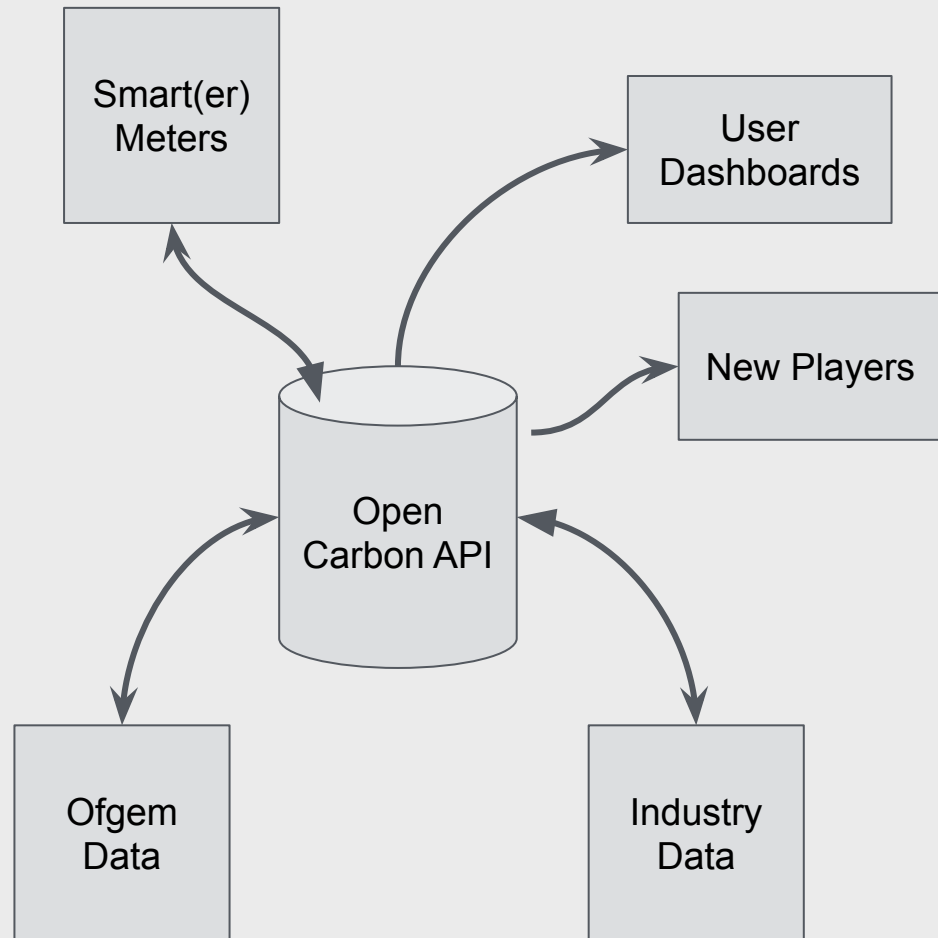 Smart(er)
Meters
User
Dashboards
New Players
Open
Carbon API
Ofgem
Data
Industry
Data